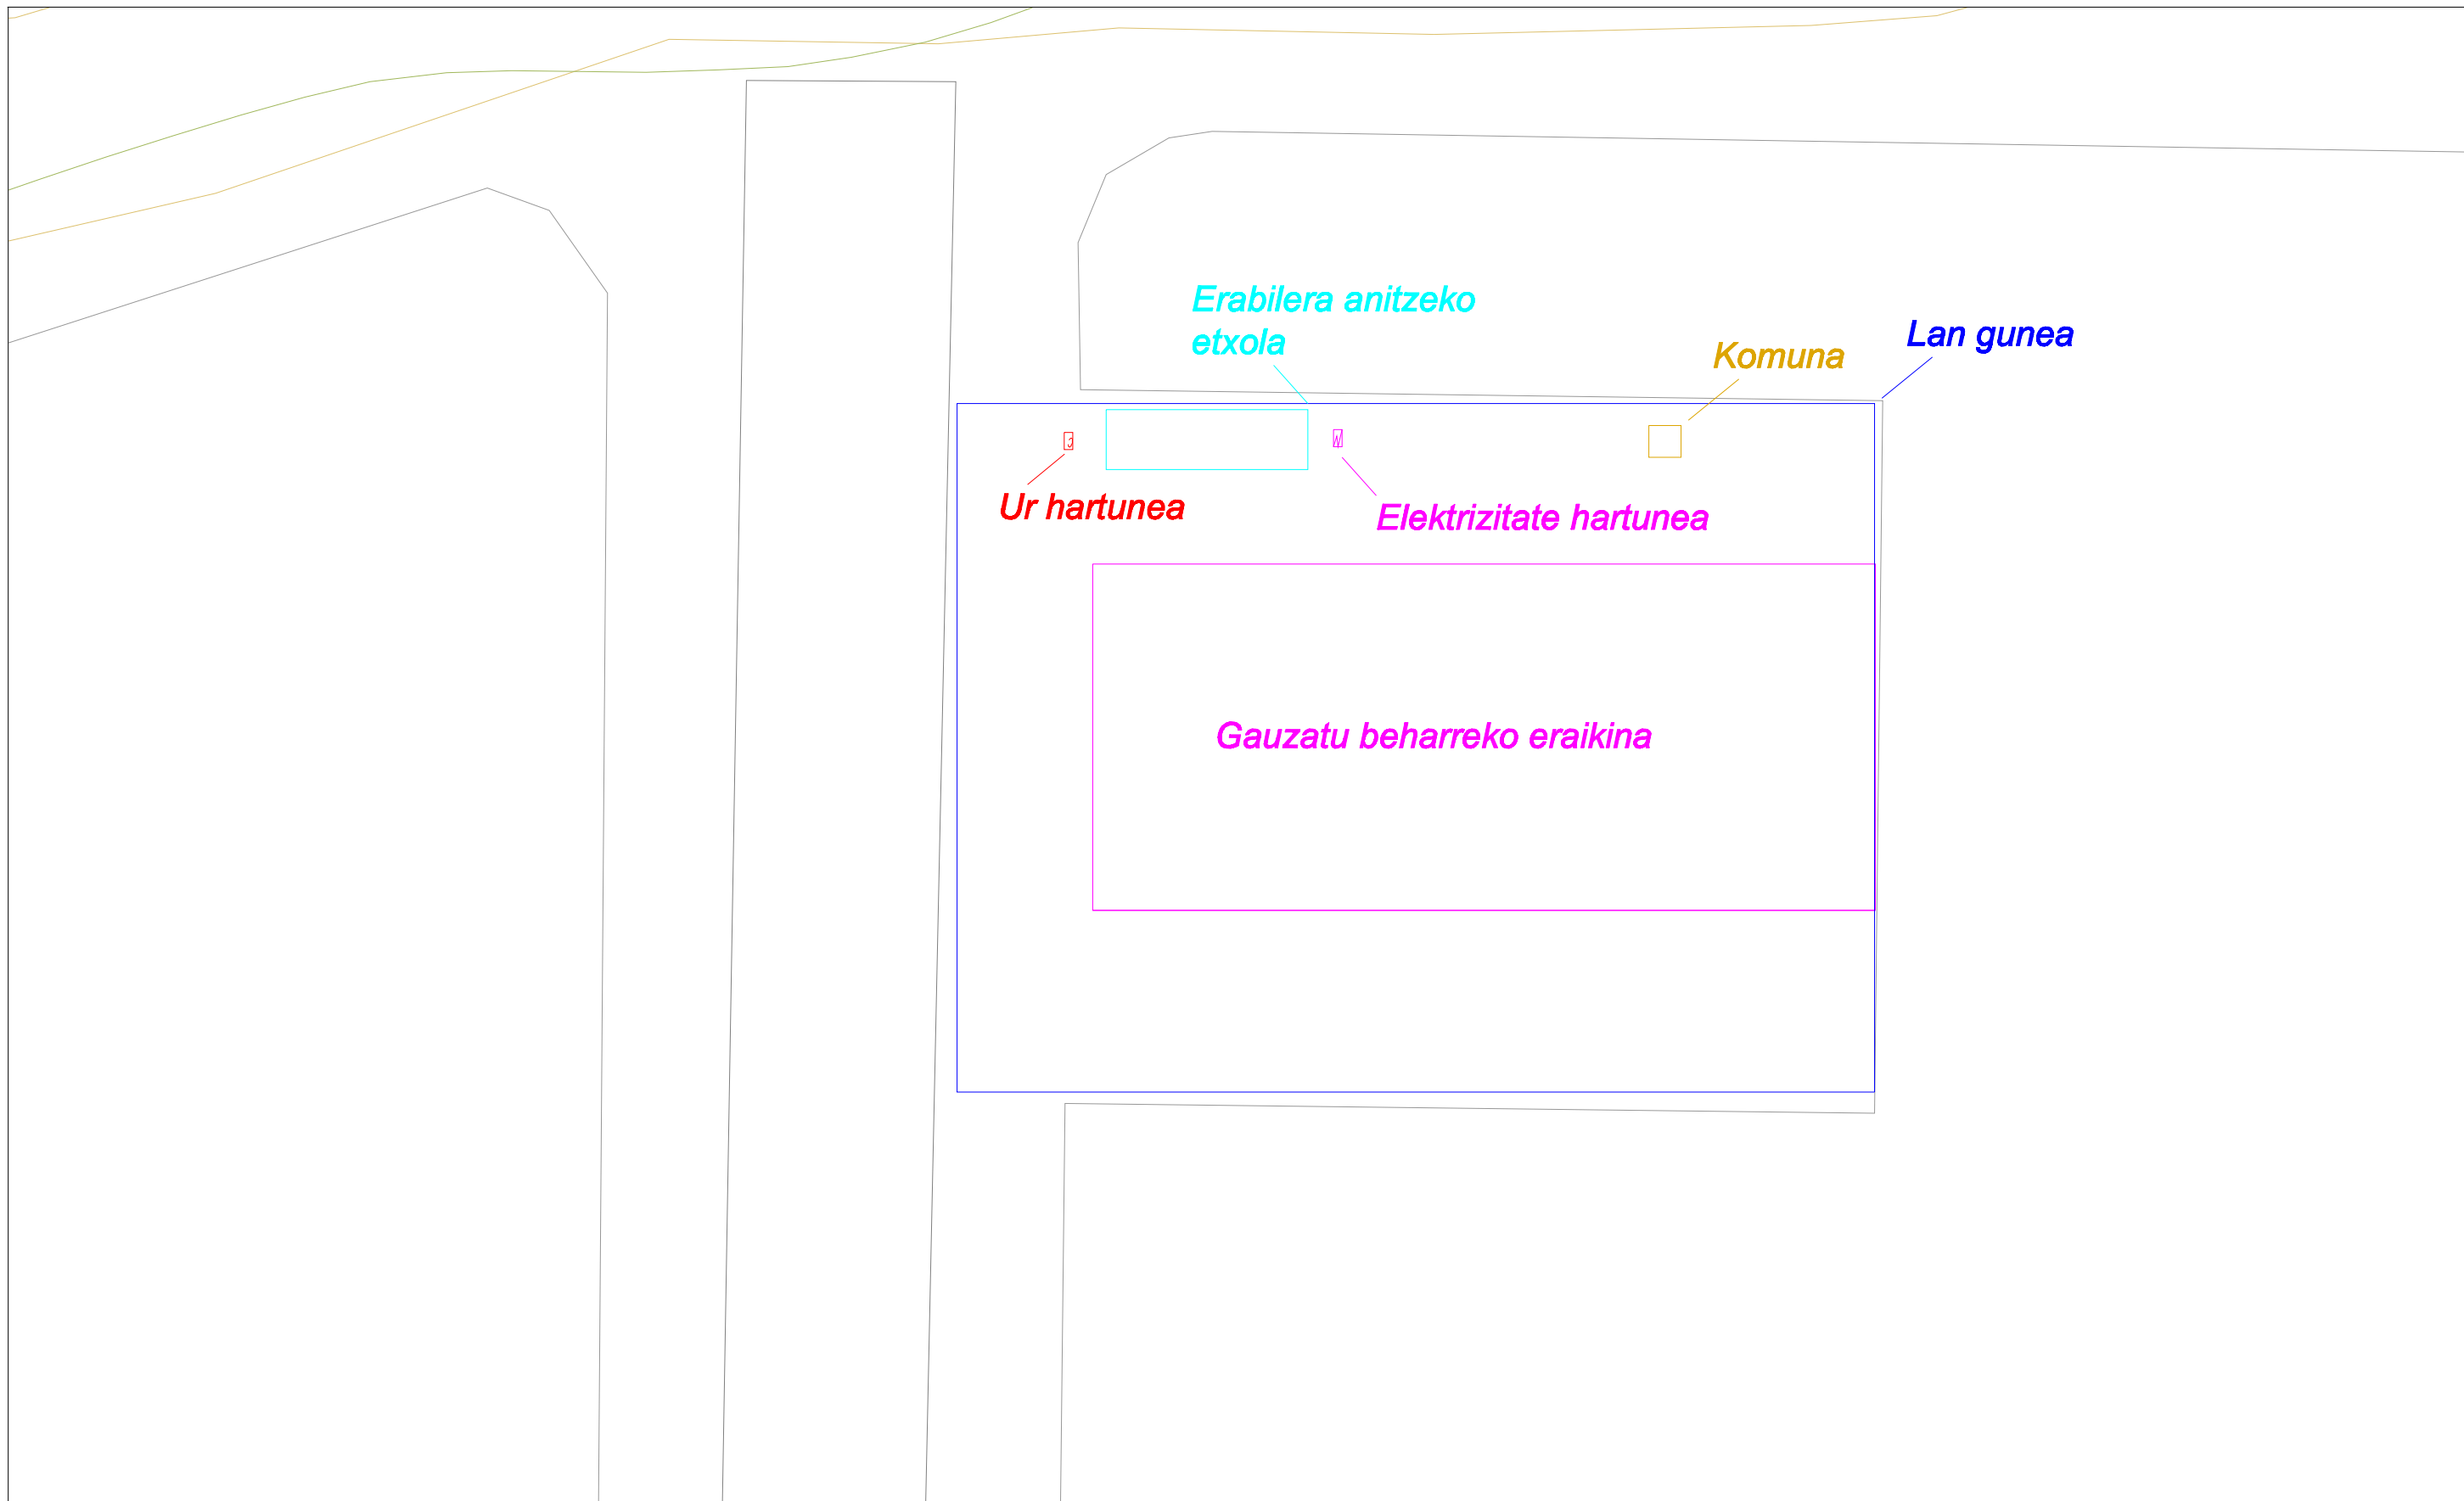 Erabilera anitzeko
etxola
Lan gunea
Komuna
Ur hartunea
Elektrizitate hartunea
Gauzatu beharreko eraikina